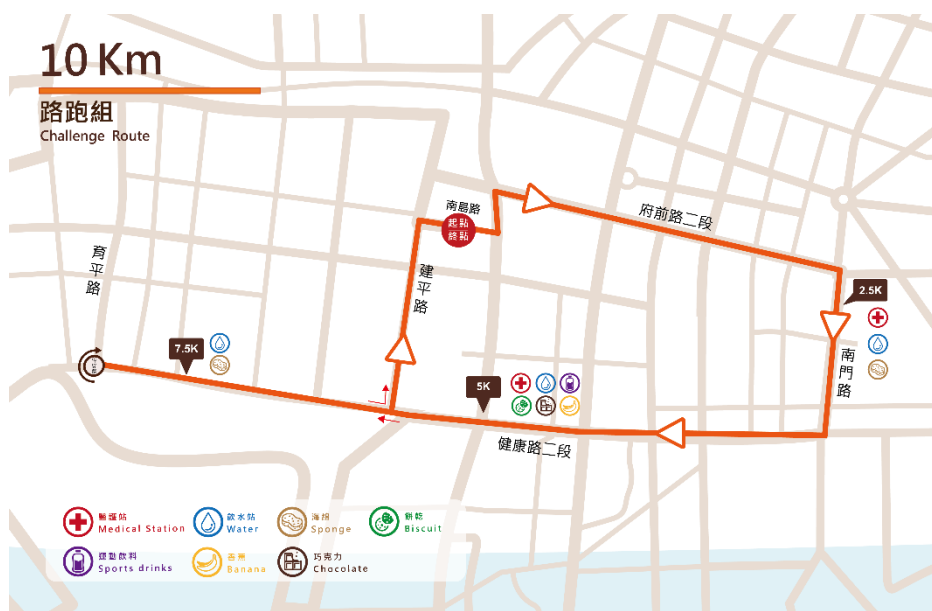 10 Km
路跑組
Challenge Route
南島路
起點
終點
府前路二段
育平路
建平路
2.5K
南門路
7.5K
5K
健康路二段
醫護站
Medical Station
飲水站
Water
海綿
Sponge
餅乾
Biscuit
運動飲料
Sports drinks
香蕉
Banana
巧克力
Chocolate